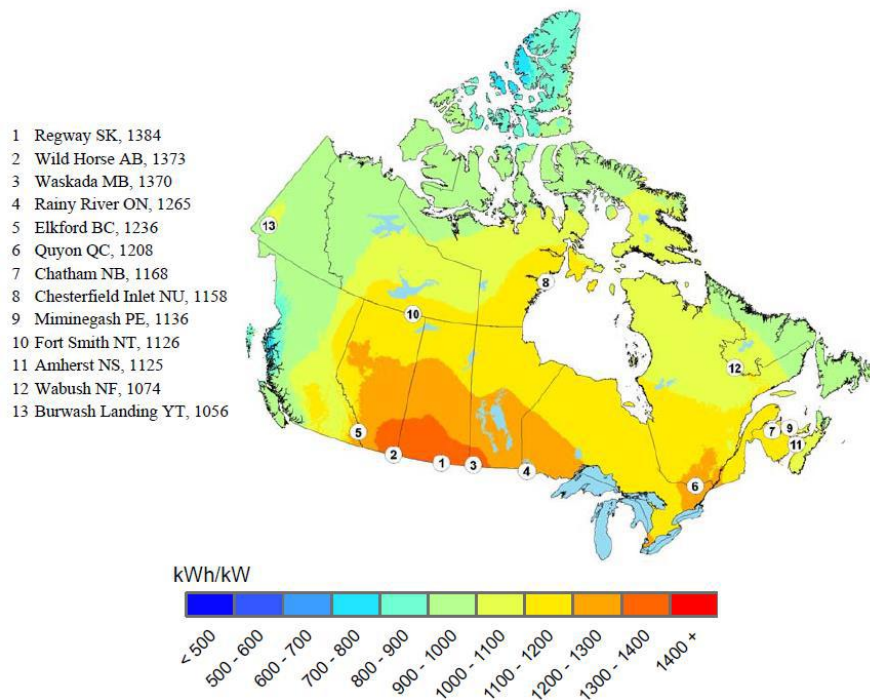 1 Regway SK, 1384
2 Wild Horse AB, 1373
3 Waskada MB, 1370
4 Rainy River ON, 1265
5 Elkford BC, 1236
6 Quyon QC, 1208
7 Chatham NB, 1168
8 Chesterfield Inlet NU, 1158
9 Miminegash PE, 1136
10 Fort Smith NT, 1126
11 Amherst NS, 1125
12 Wabush NF, 1074
13 Burwash Landing YT, 1056
13
8
10
12
5
7
9
11
2
1
3
4
6
kWh/kW
< 500
500 - 600
600 - 700
700 - 800
800 - 900
900 - 1000
1000 - 1100
1100 - 1200
1200 - 1300
1300 - 1400
1400 +